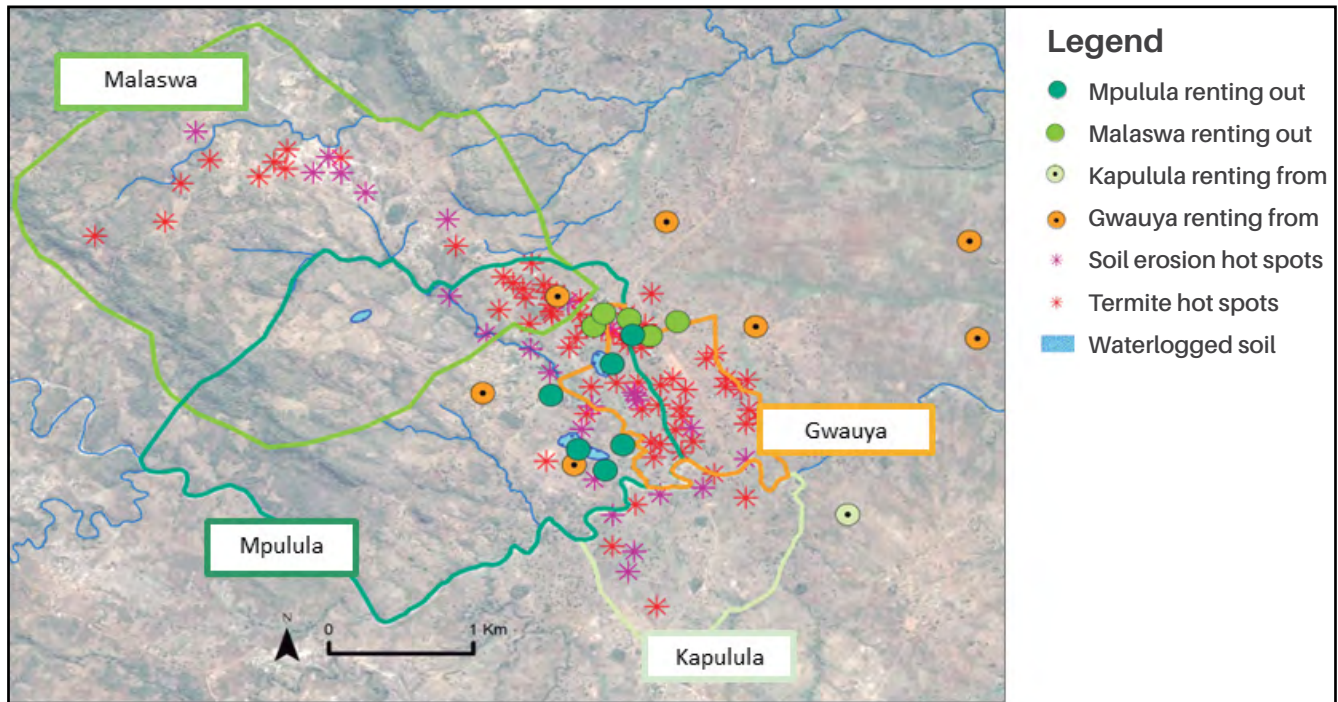 Malaswa
Mpulula
Gwauya
Kapulula
N
0 1 Km
Legend
Mpulula renting out
Malaswa renting out
Kapulula renting from
Gwauya renting from
Soil erosion hot spots
Termite hot spots
Waterlogged soil